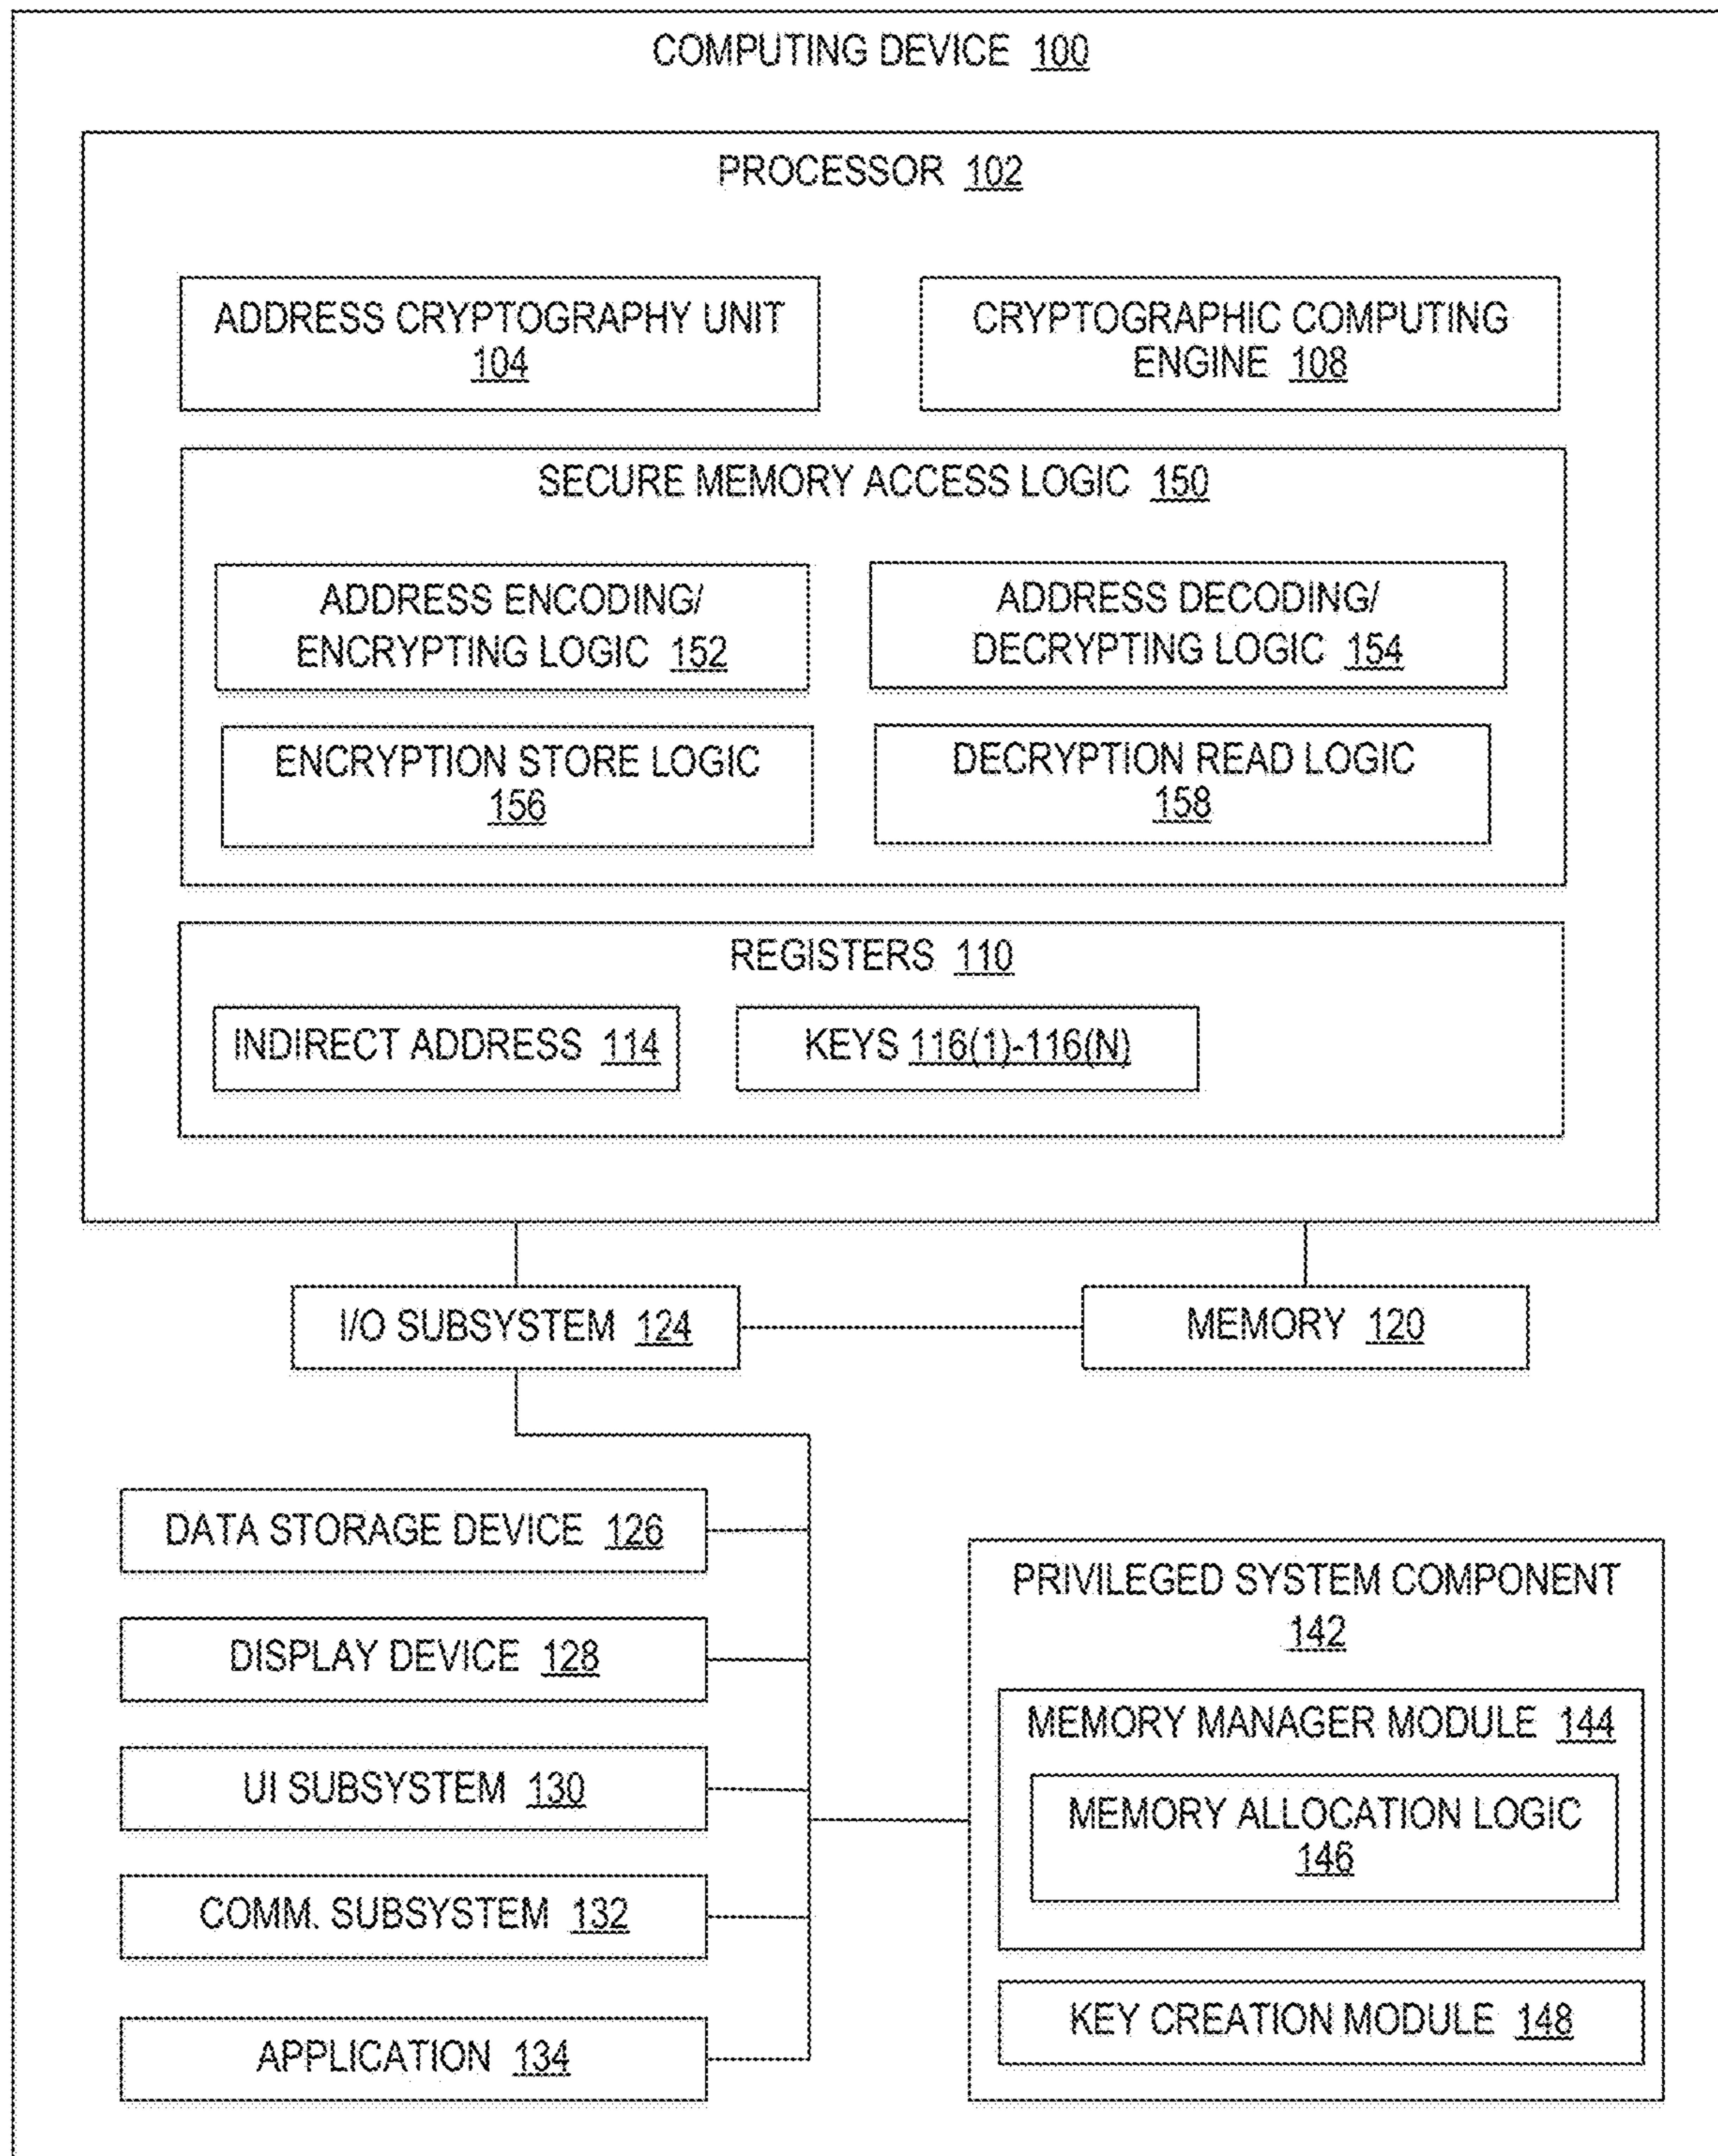 COMPUTING DEVICE 100
PROCESSOR 102
ADDRESS CRYPTOGRAPHY UNIT
104
CRYPTOGRAPHIC COMPUTING
ENGINE 108
SECURE MEMORY ACCESS LOGIC 150
ADDRESS ENCODING/
ENCRYPTING LOGIC 152
ADDRESS DECODING/
DECRYPTING LOGIC 154
ENCRYPTION STORE LOGIC
156
DECRYPTION READ LOGIC
158
REGISTERS 110
INDIRECT ADDRESS 114
KEYS 116(1)-116(N)
I/O SUBSYSTEM 124
MEMORY 120
DATA STORAGE DEVICE 126
DISPLAY DEVICE 128
UI SUBSYSTEM 130
COMM. SUBSYSTEM 132
APPLICATION 134
PRIVILEGED SYSTEM COMPONENT
142
MEMORY MANAGER MODULE 144
MEMORY ALLOCATION LOGIC
146
KEY CREATION MODULE 148